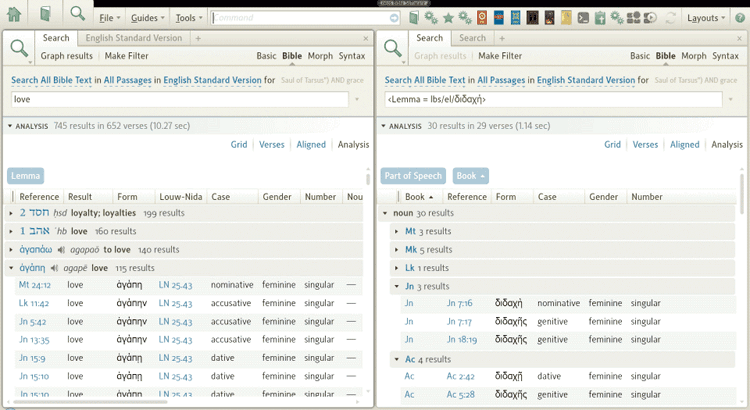 File Guides Tools Command Layouts
Search English Standard Version
Graph results Make Filter Basic Bible Morph Syntax
Search All Bible Text in All Passages in English Standard Version for Saul of Tarsus") AND grace
love
ANALYSIS 745 results in 652 verses (10.27 sec)
Grid Verses Aligned Analysis
Lemma
Reference Result Form Louw-Nida Case Gender Number Nou
חסד 2 ḥsd loyalty; loyalties 199 results
אהב 1 ʾhb love 160 results
ἀγαπάω agapaō to love 140 results
ἀγάπη agapē love 115 results
Mt 24:12 love ἀγάπη LN 25.43 nominative feminine singular —
Lk 11:42 love ἀγάπην LN 25.43 accusative feminine singular —
Jn 5:42 love ἀγάπην LN 25.43 accusative feminine singular —
Jn 13:35 love ἀγάπην LN 25.43 accusative feminine singular —
Jn 15:9 love ἀγάπῃ LN 25.43 dative feminine singular —
Jn 15:10 love ἀγάπῃ LN 25.43 dative feminine singular —
Jn 15:10 love ἀγάπῃ LN 25.43 dative feminine singular —
Search Search
Graph results Make Filter Basic Bible Morph Syntax
Search All Bible Text in All Passages in English Standard Version for Saul of Tarsus") AND grace
<Lemma = lbs/el/διδαχή>
ANALYSIS 30 results in 29 verses (1.14 sec)
Grid Verses Aligned Analysis
Part of Speech Book
Book Reference Form Case Gender Number
noun 30 results
Mt 3 results
Mk 5 results
Lk 1 results
Jn 3 results
Jn Jn 7:16 διδαχὴ nominative feminine singular
Jn Jn 7:17 διδαχῆς genitive feminine singular
Jn Jn 18:19 διδαχῆς genitive feminine singular
Ac 4 results
Ac Ac 2:42 διδαχῇ dative feminine singular
Ac Ac 5:28 διδαχῆς genitive feminine singular